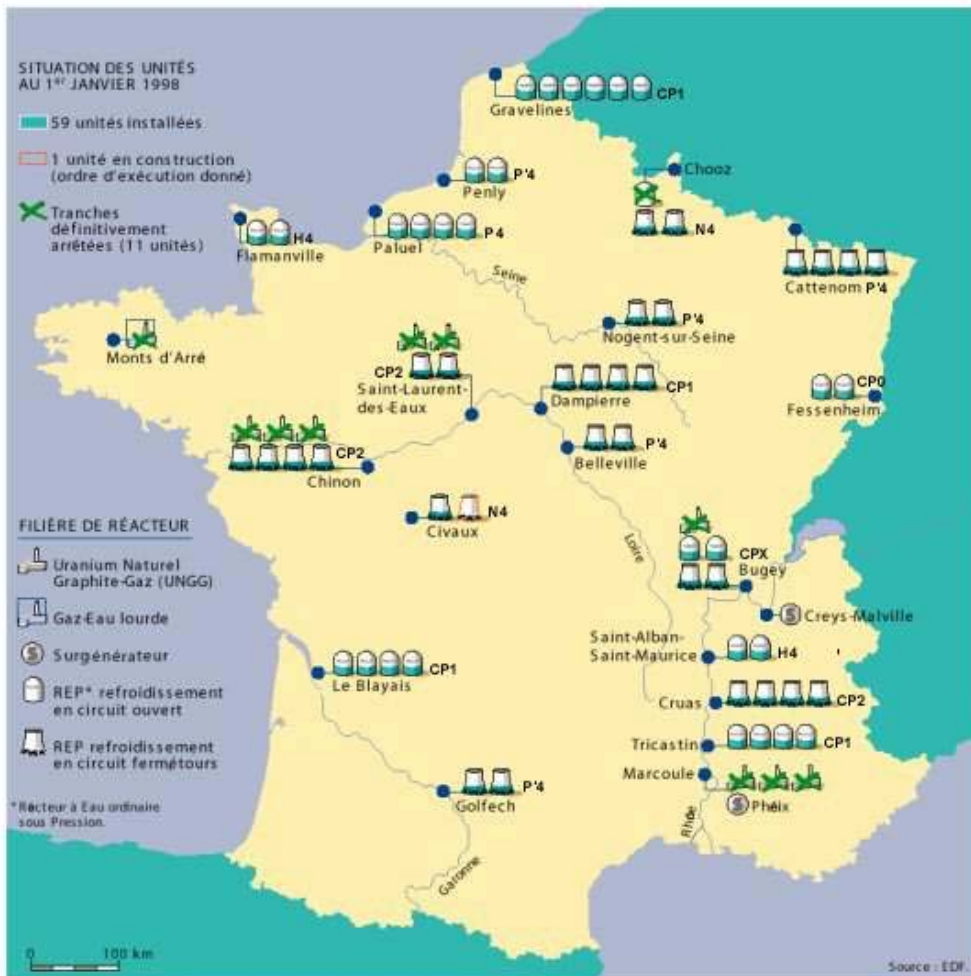 SITUATION DES UNITÉS
AU 1er JANVIER 1998
59 unités installées
1 unité en construction
(ordre d'exécution donné)
Tranches
définitivement
arrêtées (11 unités)
CP1
Gravelines
P'4
Penly
Chooz
N4
H4
Flamanville
P4
Paluel
Cattenom P'4
Seine
P'4
Nogent-sur-Seine
Monts d'Arré
CP2
Saint-Laurent-
des-Eaux
CP1
Dampierre
CP0
Fessenheim
P'4
Belleville
CP2
Chinon
N4
Civaux
Loire
CPX
Bugey
Creys-Malville
FILIÈRE DE RÉACTEUR
Uranium Naturel
Graphite-Gaz (UNGG)
Gaz-Eau lourde
Surgénérateur
REP* refroidissement
en circuit ouvert
REP refroidissement
en circuit fermétours
*Réacteur à Eau ordinaire
sous Pression.
Saint-Alban-
Saint-Maurice
H4
CP1
Le Blayais
Cruas
CP2
Tricastin
CP1
Marcoule
S Phéix
P'4
Golfech
Rhôe
Garonne
0 100 km
Source : EDF.